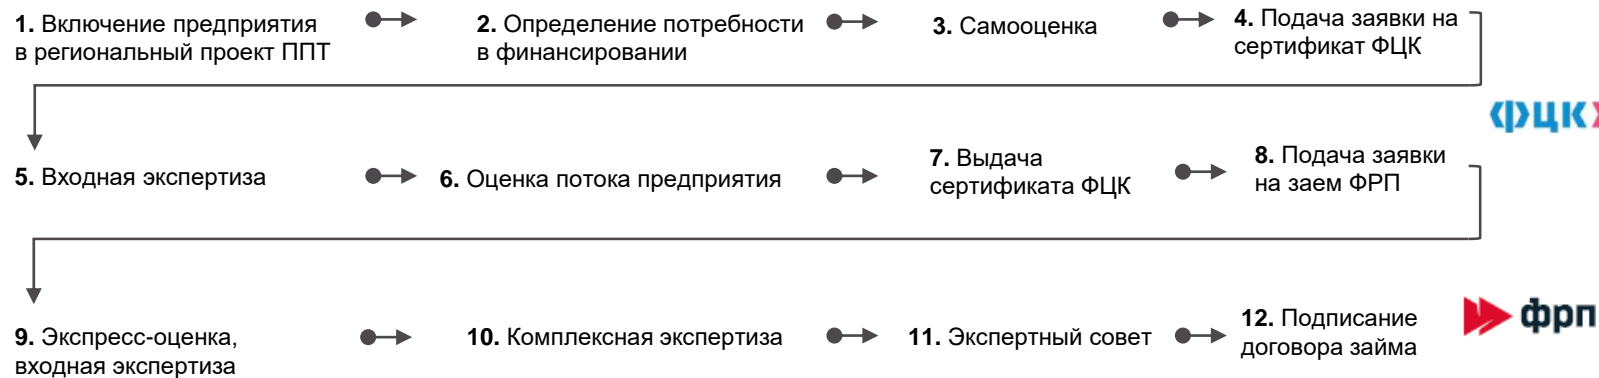 1. Включение предприятия
в региональный проект ППТ
2. Определение потребности
в финансировании
3. Самооценка
4. Подача заявки на
сертификат ФЦК
фцк
5. Входная экспертиза
6. Оценка потока предприятия
7. Выдача
сертификата ФЦК
8. Подача заявки
на заем ФРП
9. Экспресс-оценка,
входная экспертиза
10. Комплексная экспертиза
11. Экспертный совет
12. Подписание
договора займа
фрп